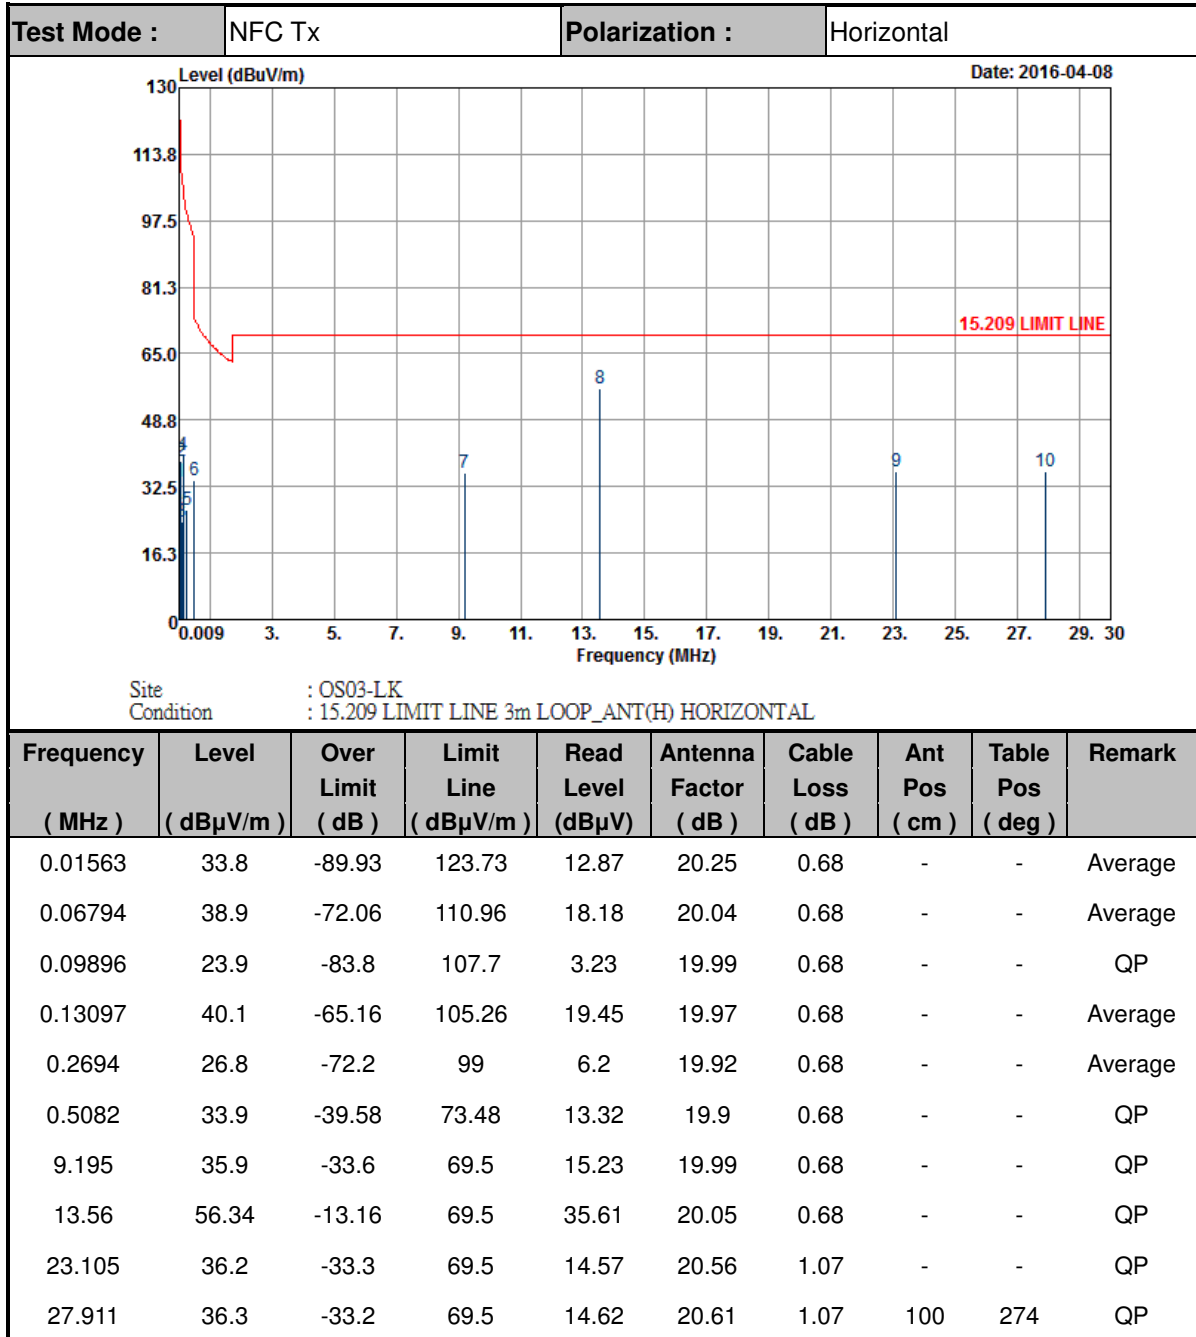 Test Mode : NFC Tx Polarization : Horizontal
Level (dBuV/m) Date: 2016-04-08
130
113.8
97.5
81.3
15.209 LIMIT LINE
65.0
8
48.8
4
6 7 9 10
32.5
5
16.3
0
0.009 3. 5. 7. 9. 11. 13. 15. 17. 19. 21. 23. 25. 27. 29. 30
Frequency (MHz)
Site : OS03-LK
Condition : 15.209 LIMIT LINE 3m LOOP_ANT(H) HORIZONTAL
Frequency Level Over Limit Read Antenna Cable Ant Table Remark
Limit Line Level Factor Loss Pos Pos
( MHz ) ( dBµV/m ) ( dB ) ( dBµV/m ) (dBµV) ( dB ) ( dB ) ( cm ) ( deg )
0.01563 33.8 -89.93 123.73 12.87 20.25 0.68 - - Average
0.06794 38.9 -72.06 110.96 18.18 20.04 0.68 - - Average
0.09896 23.9 -83.8 107.7 3.23 19.99 0.68 - - QP
0.13097 40.1 -65.16 105.26 19.45 19.97 0.68 - - Average
0.2694 26.8 -72.2 99 6.2 19.92 0.68 - - Average
0.5082 33.9 -39.58 73.48 13.32 19.9 0.68 - - QP
9.195 35.9 -33.6 69.5 15.23 19.99 0.68 - - QP
13.56 56.34 -13.16 69.5 35.61 20.05 0.68 - - QP
23.105 36.2 -33.3 69.5 14.57 20.56 1.07 - - QP
27.911 36.3 -33.2 69.5 14.62 20.61 1.07 100 274 QP